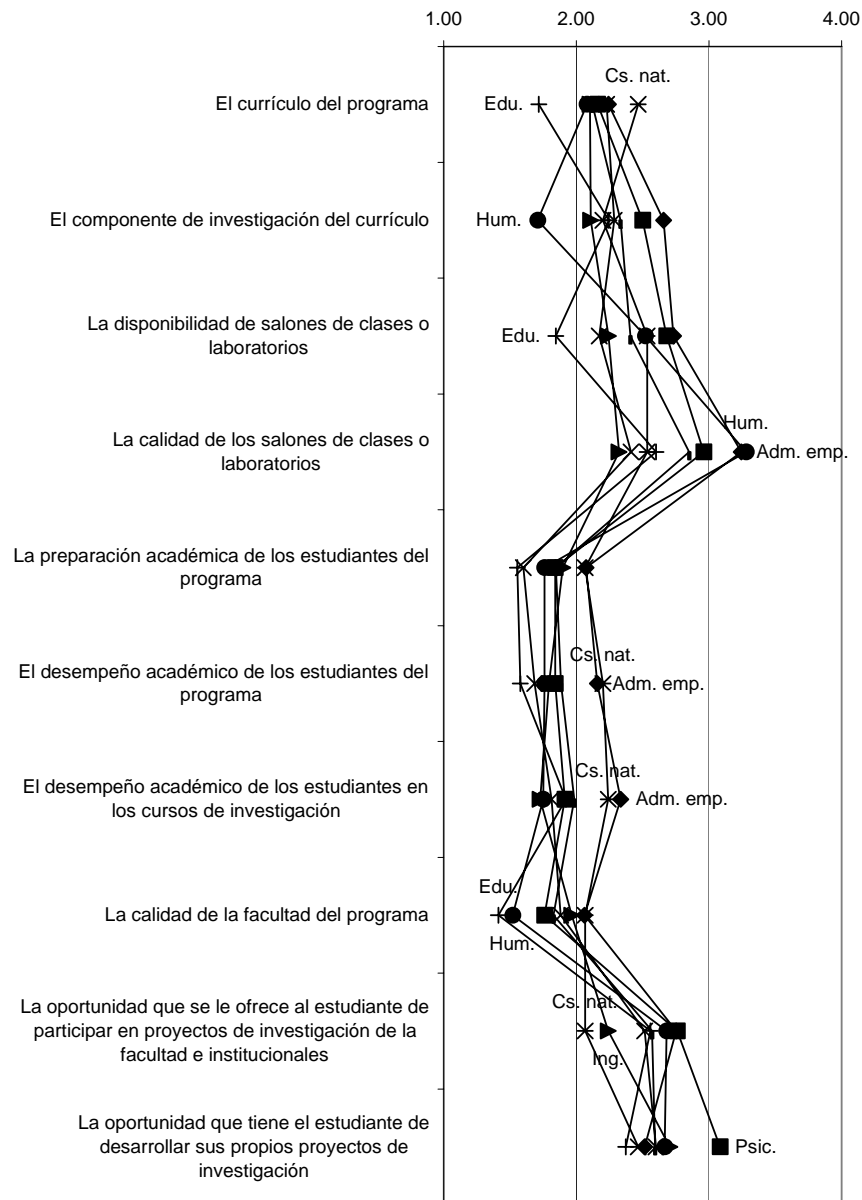 1.00 2.00 3.00 4.00
Cs. nat.
El currículo del programa Edu.
El componente de investigación del currículo Hum.
La disponibilidad de salones de clases o
laboratorios
Edu.
Hum.
La calidad de los salones de clases o
laboratorios
Adm. emp.
La preparación académica de los estudiantes del
programa
Cs. nat.
El desempeño académico de los estudiantes del
programa
Adm. emp.
Cs. nat.
El desempeño académico de los estudiantes en
los cursos de investigación
Adm. emp.
Edu.
La calidad de la facultad del programa
Hum.
Cs. nat.
La oportunidad que se le ofrece al estudiante de
participar en proyectos de investigación de la
facultad e institucionales
Ing.
La oportunidad que tiene el estudiante de
desarrollar sus propios proyectos de
investigación
Psic.